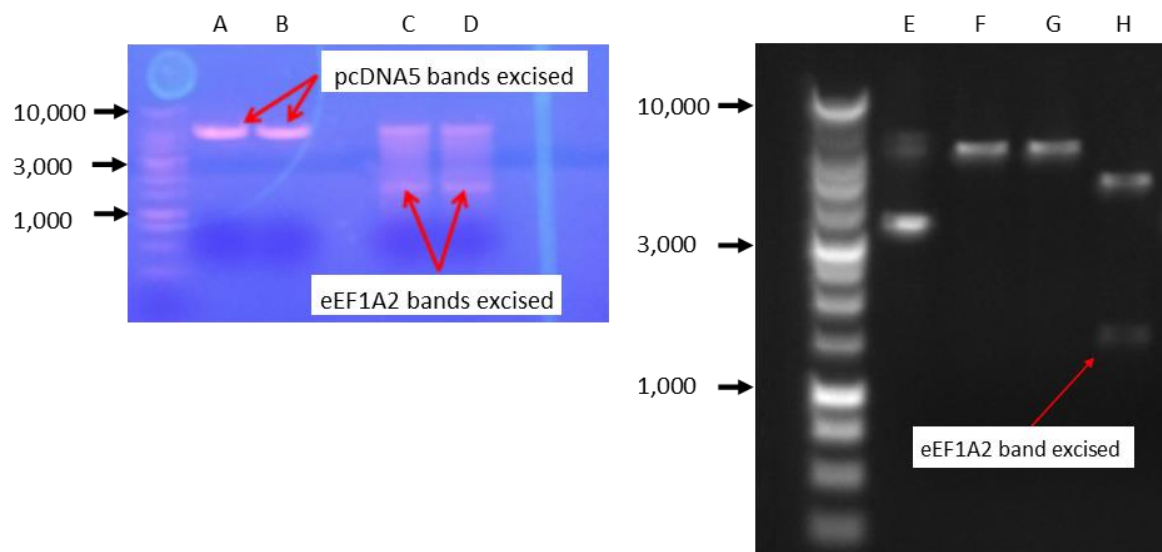 A B C D
pcDNA5 bands excised
10,000
3,000
1,000
eEF1A2 bands excised
E F G H
10,000
3,000
1,000
eEF1A2 band excised